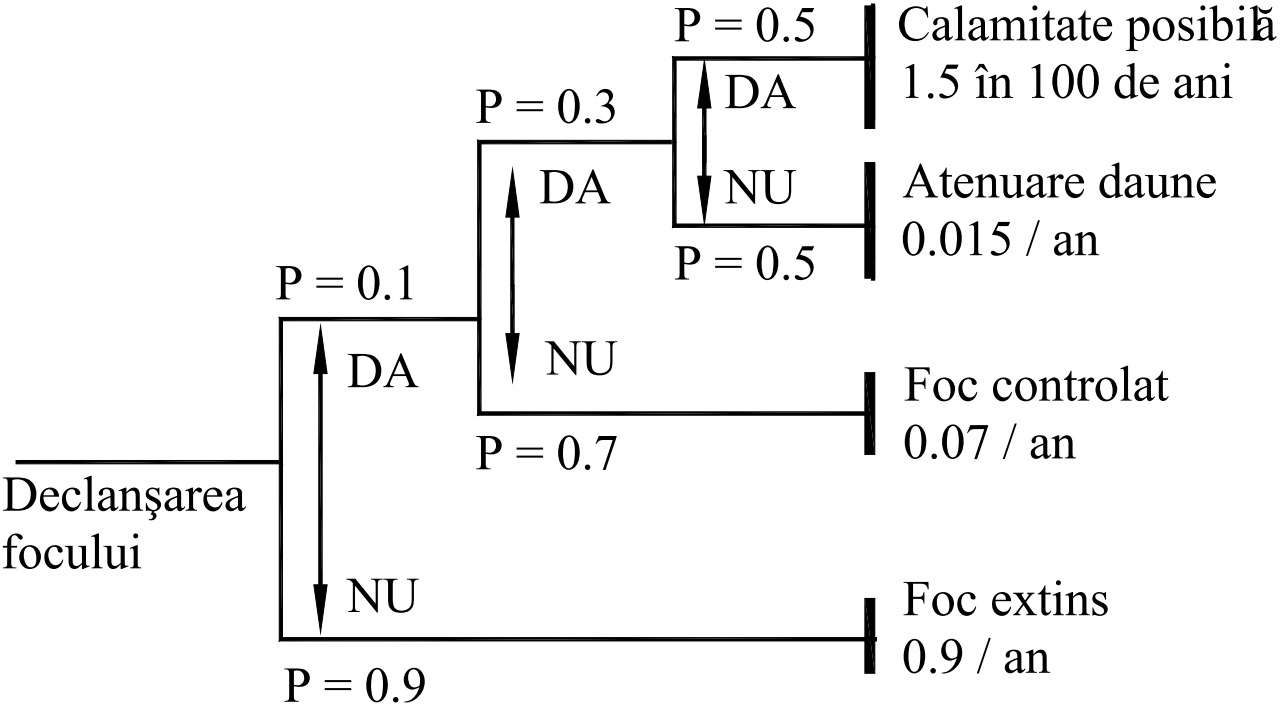 P = 0.5
Calamitate posibilă
1.5 în 100 de ani
DA
P = 0.3
DA
NU
Atenuare daune
0.015 / an
P = 0.5
P = 0.1
DA
NU
Foc controlat
0.07 / an
P = 0.7
Declanşarea
focului
NU
Foc extins
0.9 / an
P = 0.9